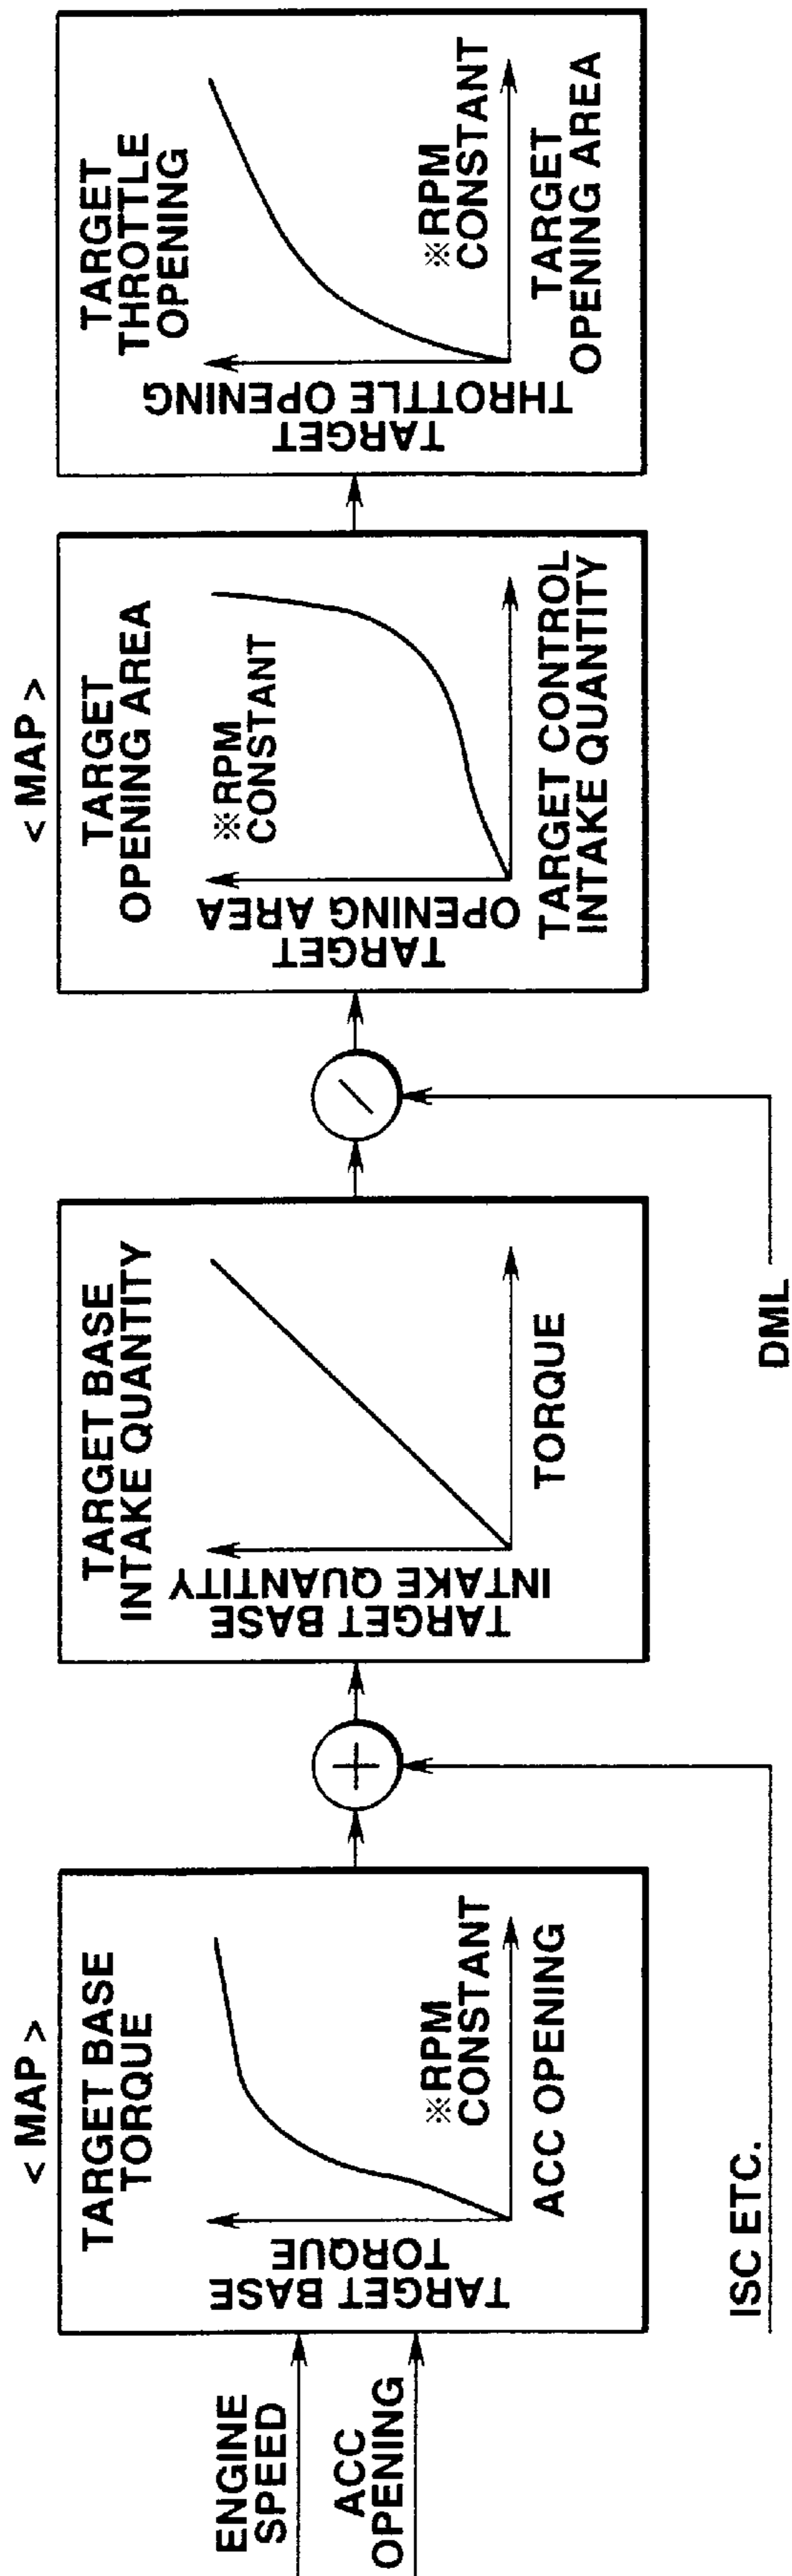 ENGINE
SPEED
ACC
OPENING
< MAP >
TARGET BASE
TORQUE
TARGET BASE
TORQUE
※RPM
CONSTANT
ACC OPENING
ISC ETC.
+
TARGET BASE
INTAKE QUANTITY
TARGET BASE
INTAKE QUANTITY
TORQUE
DML
/
< MAP >
TARGET
OPENING AREA
TARGET
OPENING AREA
※RPM
CONSTANT
TARGET CONTROL
INTAKE QUANTITY
TARGET
THROTTLE
OPENING
TARGET
THROTTLE OPENING
※RPM
CONSTANT
TARGET
OPENING AREA